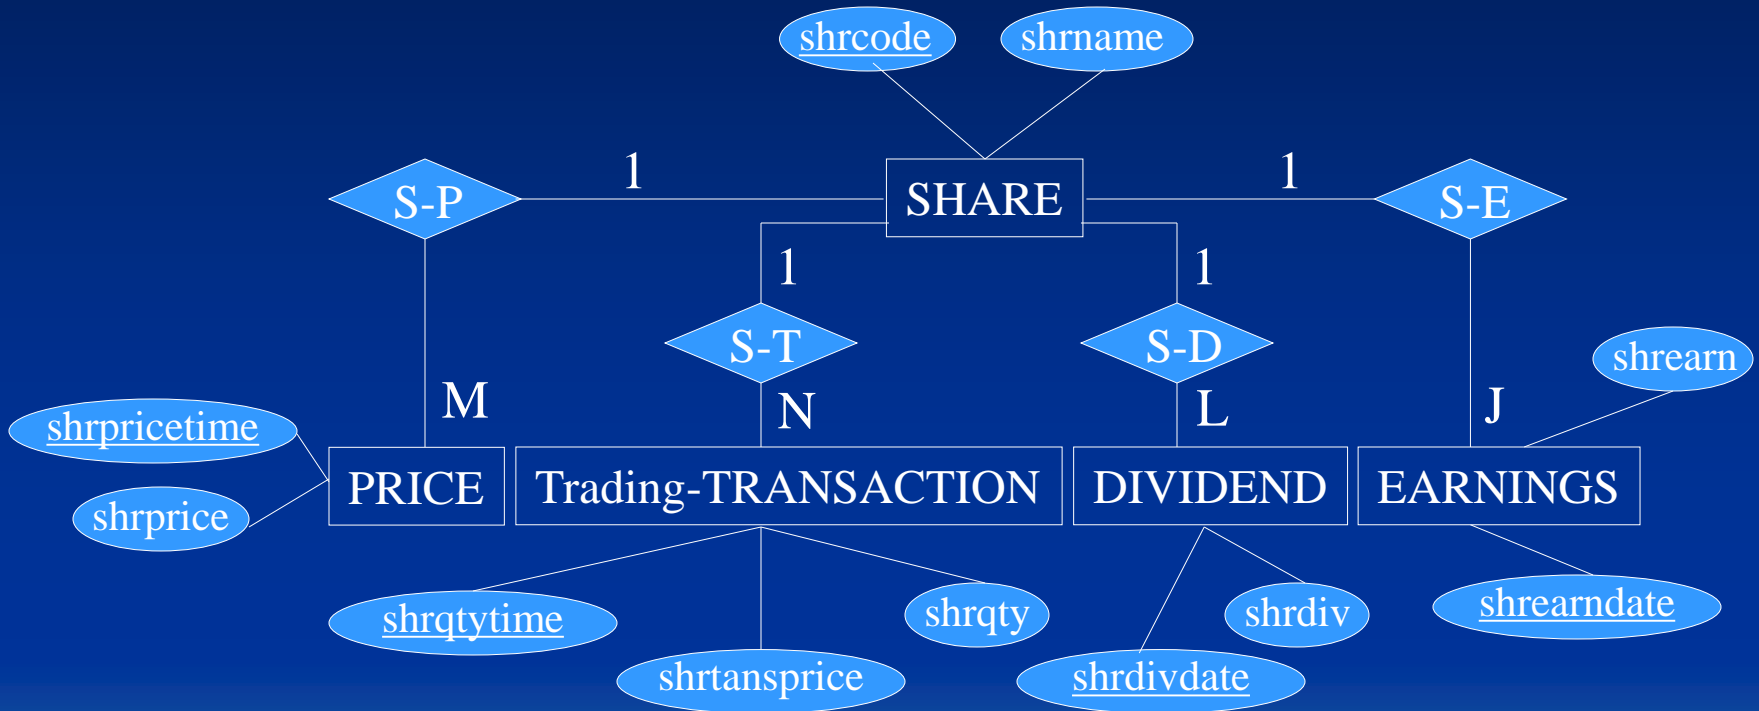 shrcode
shrname
1
1
S-P
SHARE
S-E
1
1
S-T
S-D
shrearn
M
N
L
J
shrpricetime
PRICE
Trading-TRANSACTION
DIVIDEND
EARNINGS
shrprice
shrqtytime
shrqty
shrdiv
shrearndate
shrtansprice
shrdivdate